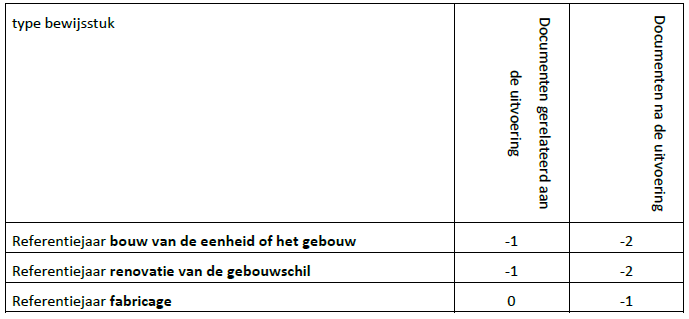 type bewijsstuk
Documenten gerelateerd aan
de uitvoering
Documenten na de uitvoering
Referentiejaar bouw van de eenheid of het gebouw -1 -2
Referentiejaar renovatie van de gebouwschil -1 -2
Referentiejaar fabricage 0 -1